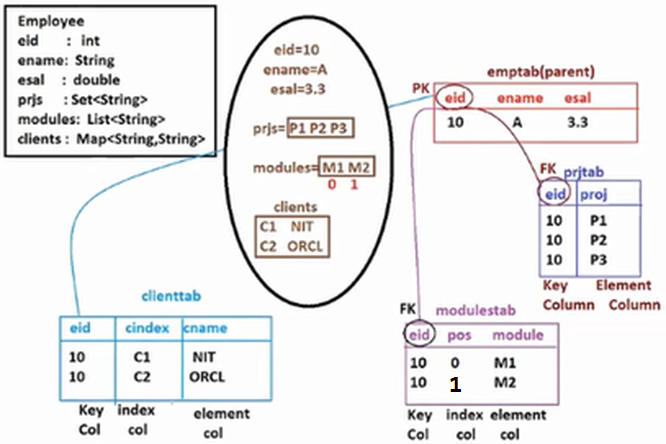 Employee
eid : int
ename: String
esal : double
prjs : Set<String>
modules: List<String>
clients : Map<String,String>
eid=10
ename=A
esal=3.3
prjs= P1 P2 P3
modules= M1 M2
0 1
clients
C1 NIT
C2 ORCL
emptab(parent)
PK eid ename esal
10 A 3.3
FK prjtab
eid proj
10 P1
10 P2
10 P3
Key Element
Column Column
clienttab
eid cindex cname
10 C1 NIT
10 C2 ORCL
Key index element
Col col col
FK modulestab
eid pos module
10 0 M1
10 1 M2
Key index element
Col col col